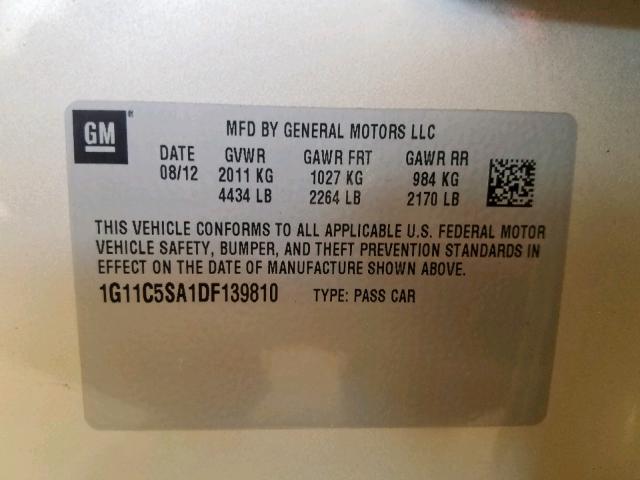 GM
MFD BY GENERAL MOTORS LLC
DATE GVWR GAWR FRT GAWR RR
08/12 2011 KG 1027 KG 984 KG
4434 LB 2264 LB 2170 LB
THIS VEHICLE CONFORMS TO ALL APPLICABLE U.S. FEDERAL MOTOR
VEHICLE SAFETY, BUMPER, AND THEFT PREVENTION STANDARDS IN
EFFECT ON THE DATE OF MANUFACTURE SHOWN ABOVE.
1G11C5SA1DF139810 TYPE: PASS CAR